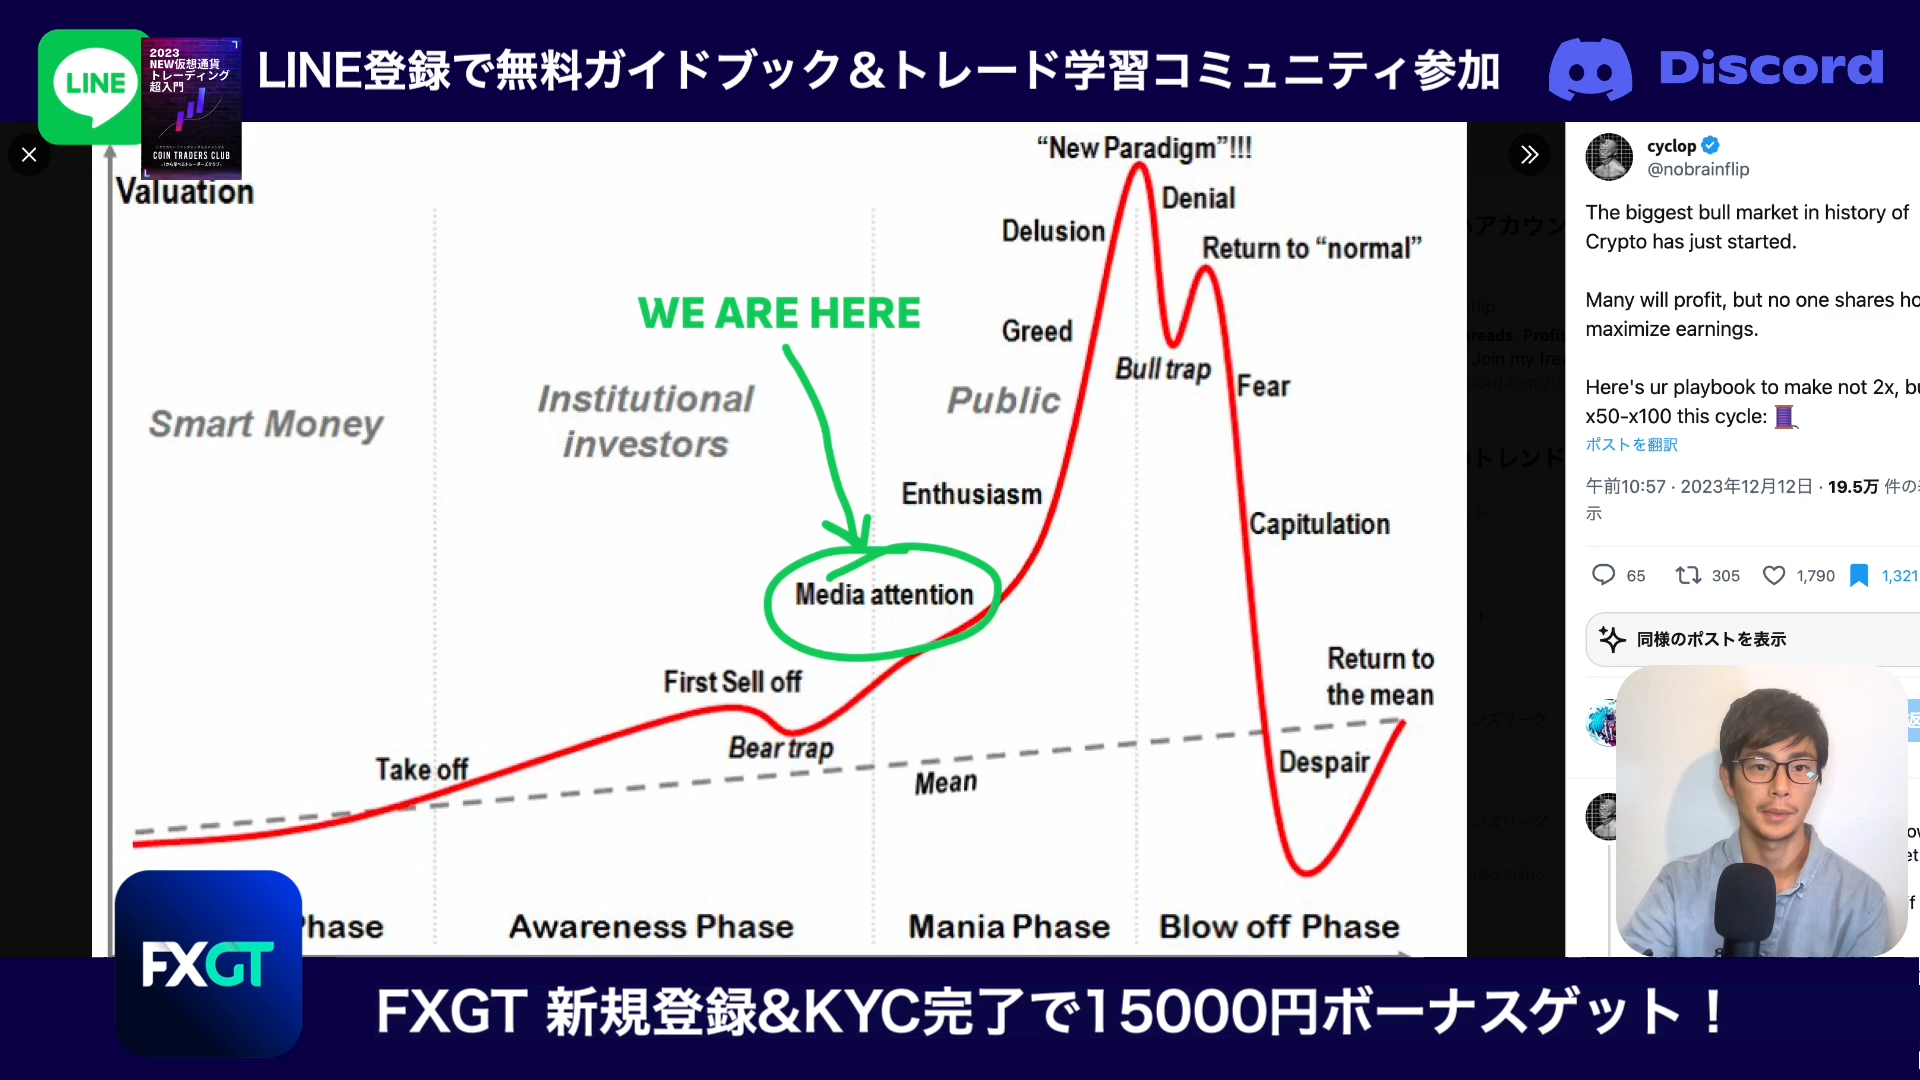 LINE
2023
NEW仮想通貨
トレーディング
超入門
COIN TRADERS CLUB
LINE登録で無料ガイドブック＆トレード学習コミュニティ参加
Discord
Valuation
"New Paradigm"!!!
Denial
Delusion
Return to "normal"
WE ARE HERE
Greed
Bull trap
Fear
Smart Money
Institutional
investors
Public
Enthusiasm
Capitulation
Media attention
First Sell off
Return to
the mean
Bear trap
Take off
Mean
Despair
Phase
Awareness Phase
Mania Phase
Blow off Phase
cyclop
@nobrainflip
The biggest bull market in history of
Crypto has just started.
Many will profit, but no one shares ho
maximize earnings.
Here's ur playbook to make not 2x, bu
x50-x100 this cycle:
ポストを翻訳
午前10:57 · 2023年12月12日 · 19.5万 件の表
示
65 305 1,790 1,321
同様のポストを表示
FXGT
FXGT 新規登録&KYC完了で15000円ボーナスゲット！